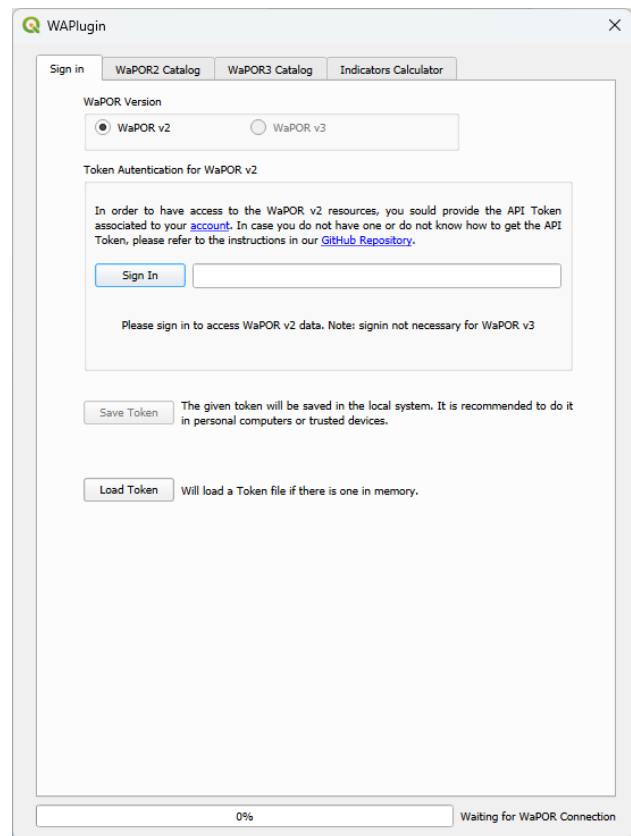 WAPlugin
Sign in WaPOR2 Catalog WaPOR3 Catalog Indicators Calculator
WaPOR Version
WaPOR v2 WaPOR v3
Token Autentication for WaPOR v2
In order to have access to the WaPOR v2 resources, you sould provide the API Token
associated to your account. In case you do not have one or do not know how to get the API
Token, please refer to the instructions in our GitHub Repository.
Sign In
Please sign in to access WaPOR v2 data. Note: signin not necessary for WaPOR v3
Save Token The given token will be saved in the local system. It is recommended to do it
in personal computers or trusted devices.
Load Token Will load a Token file if there is one in memory.
0% Waiting for WaPOR Connection